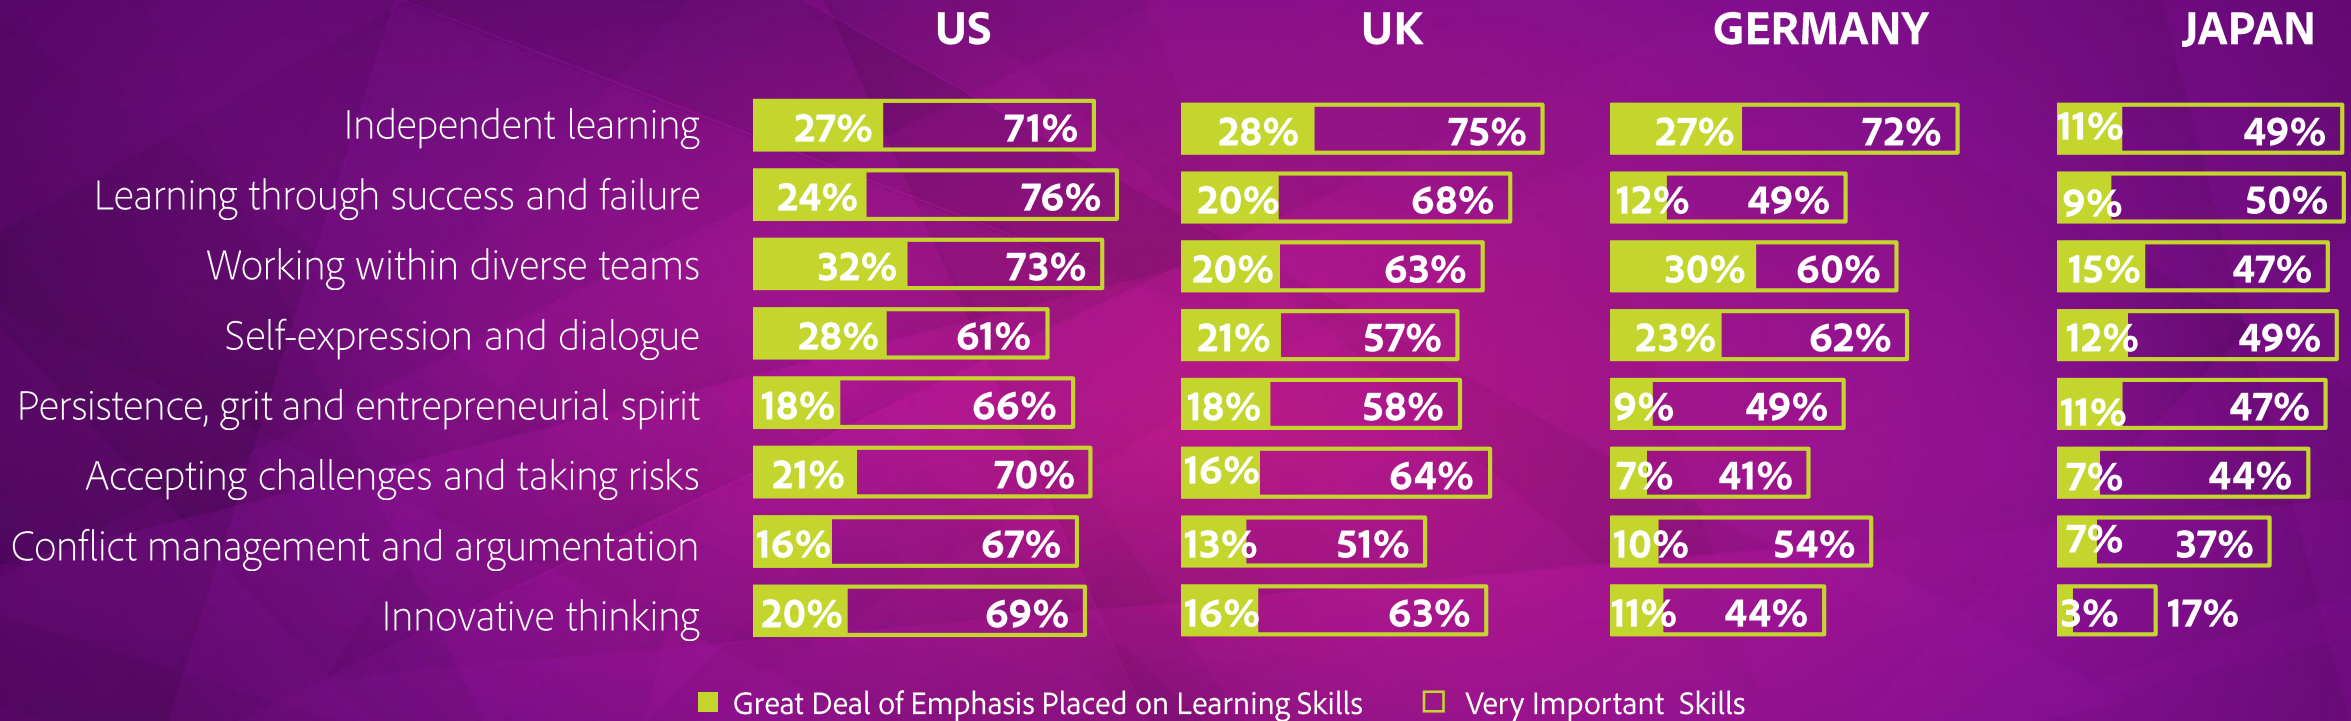 US UK GERMANY JAPAN
Independent learning 27% 71% 28% 75% 27% 72% 11% 49%
Learning through success and failure 24% 76% 20% 68% 12% 49% 9% 50%
Working within diverse teams 32% 73% 20% 63% 30% 60% 15% 47%
Self-expression and dialogue 28% 61% 21% 57% 23% 62% 12% 49%
Persistence, grit and entrepreneurial spirit 18% 66% 18% 58% 9% 49% 11% 47%
Accepting challenges and taking risks 21% 70% 16% 64% 7% 41% 7% 44%
Conflict management and argumentation 16% 67% 13% 51% 10% 54% 7% 37%
Innovative thinking 20% 69% 16% 63% 11% 44% 3% 17%
Great Deal of Emphasis Placed on Learning Skills Very Important Skills